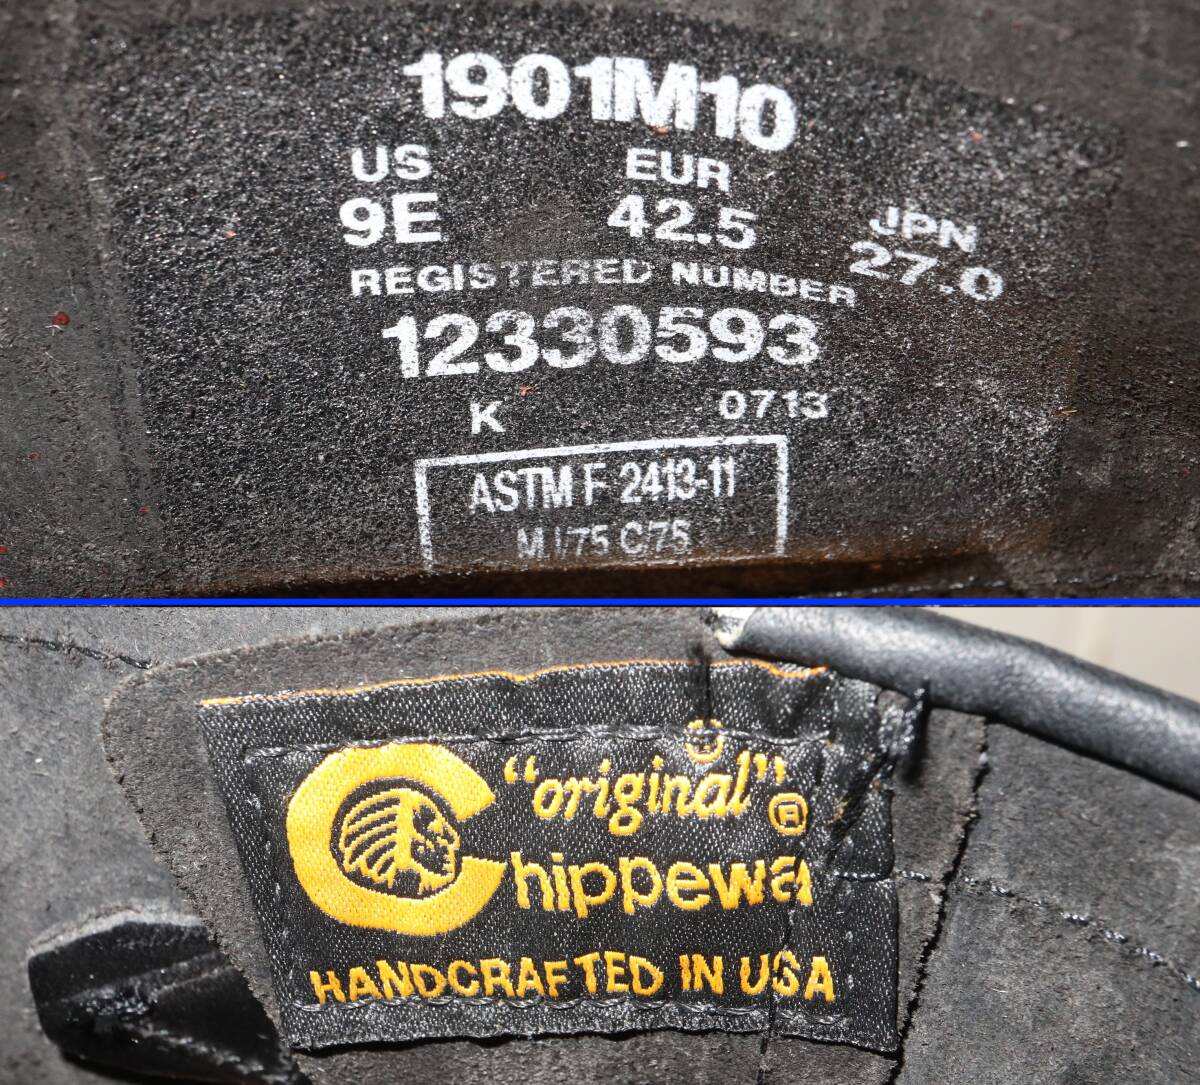 1901M10
US EUR JPN
9E 42.5 27.0
REGISTERED NUMBER
12330593
K 0713
ASTM F 2413-11
M I/75 C/75
"original" ®
®
Chippewa
HANDCRAFTED IN USA